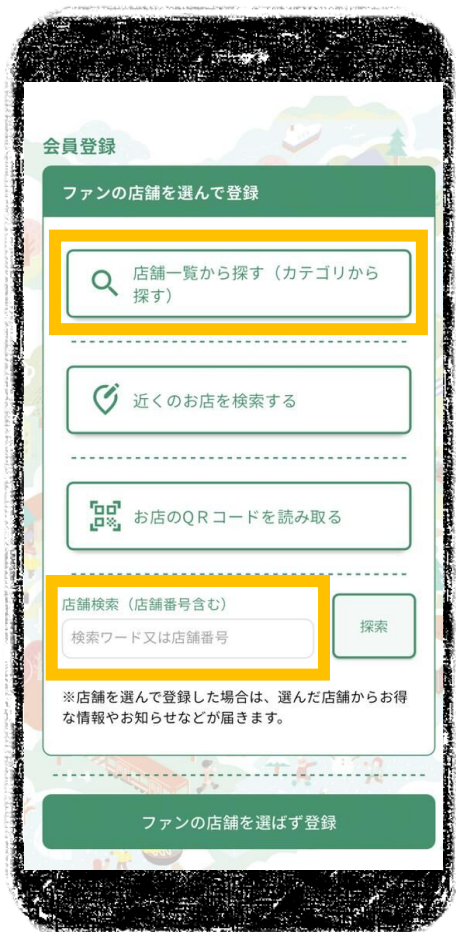 会員登録
ファンの店舗を選んで登録
店舗一覧から探す（カテゴリから
探す）
近くのお店を検索する
お店のQRコードを読み取る
店舗検索（店舗番号含む）
検索ワード又は店舗番号
探索
※店舗を選んで登録した場合は、選んだ店舗からお得
な情報やお知らせなどが届きます。
ファンの店舗を選ばず登録